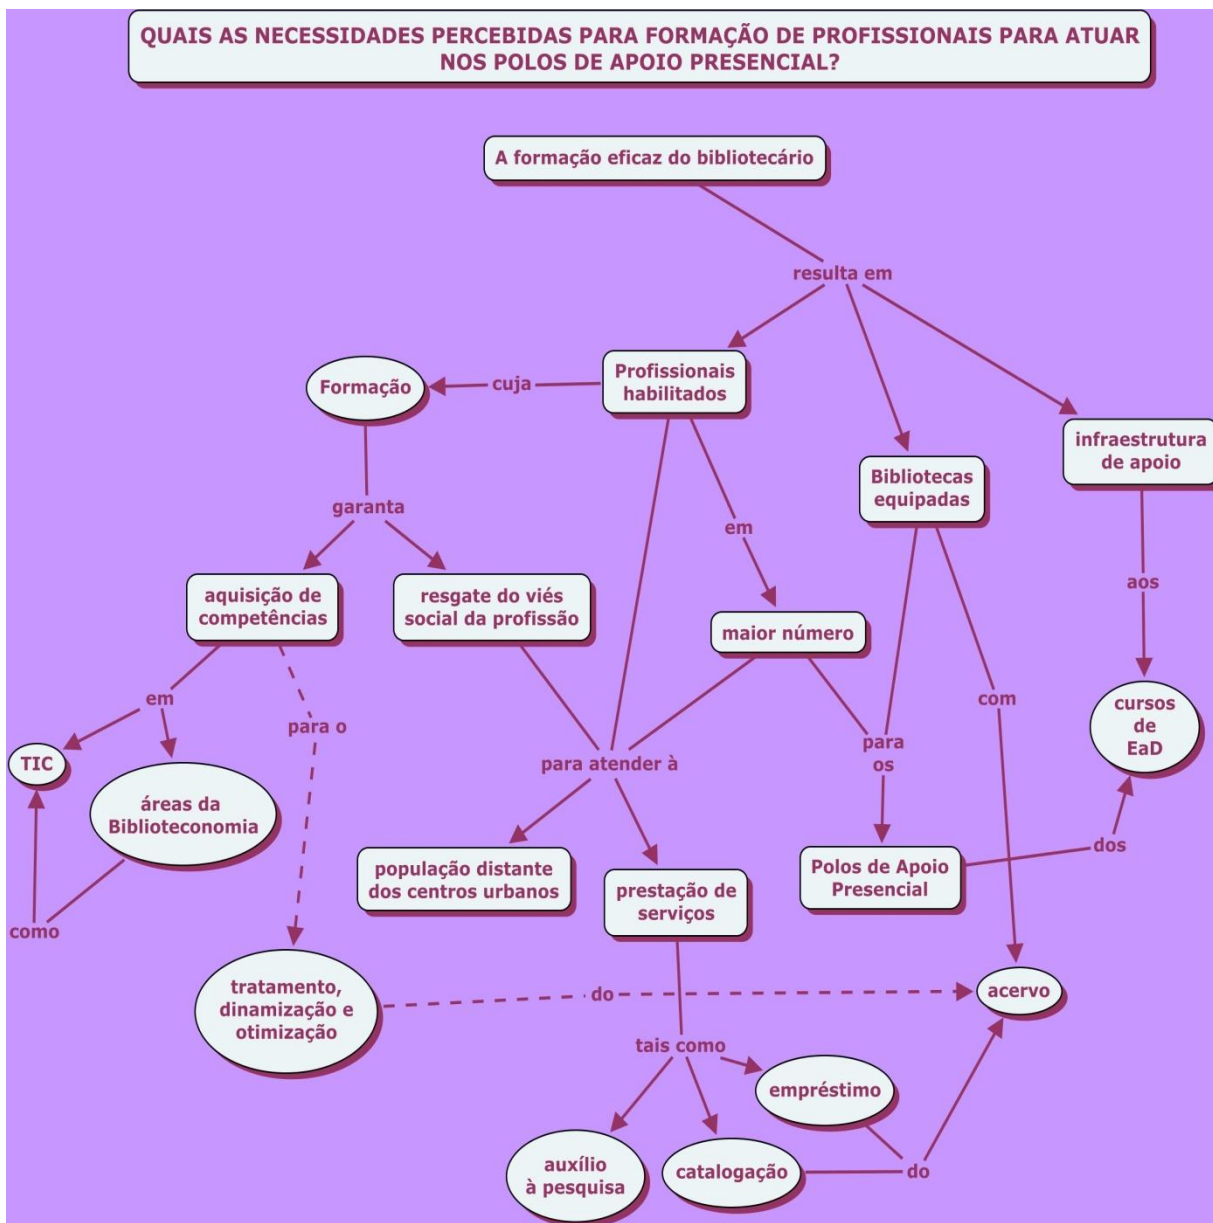 QUAIS AS NECESSIDADES PERCEBIDAS PARA FORMAÇÃO DE PROFISSIONAIS PARA ATUAR
NOS POLOS DE APOIO PRESENCIAL?
A formação eficaz do bibliotecário
resulta em
Formação
cuja
Profissionais
habilitados
infraestrutura
de apoio
Bibliotecas
equipadas
garanta
em
aos
aquisição de
competências
resgate do viés
social da profissão
maior número
em
para o
com
cursos
de
EaD
TIC
para atender à
para
os
áreas da
Biblioteconomia
dos
população distante
dos centros urbanos
prestação de
serviços
Polos de Apoio
Presencial
como
tratamento,
dinamização e
otimização
do
acervo
tais como
empréstimo
auxílio
à pesquisa
catalogação
do